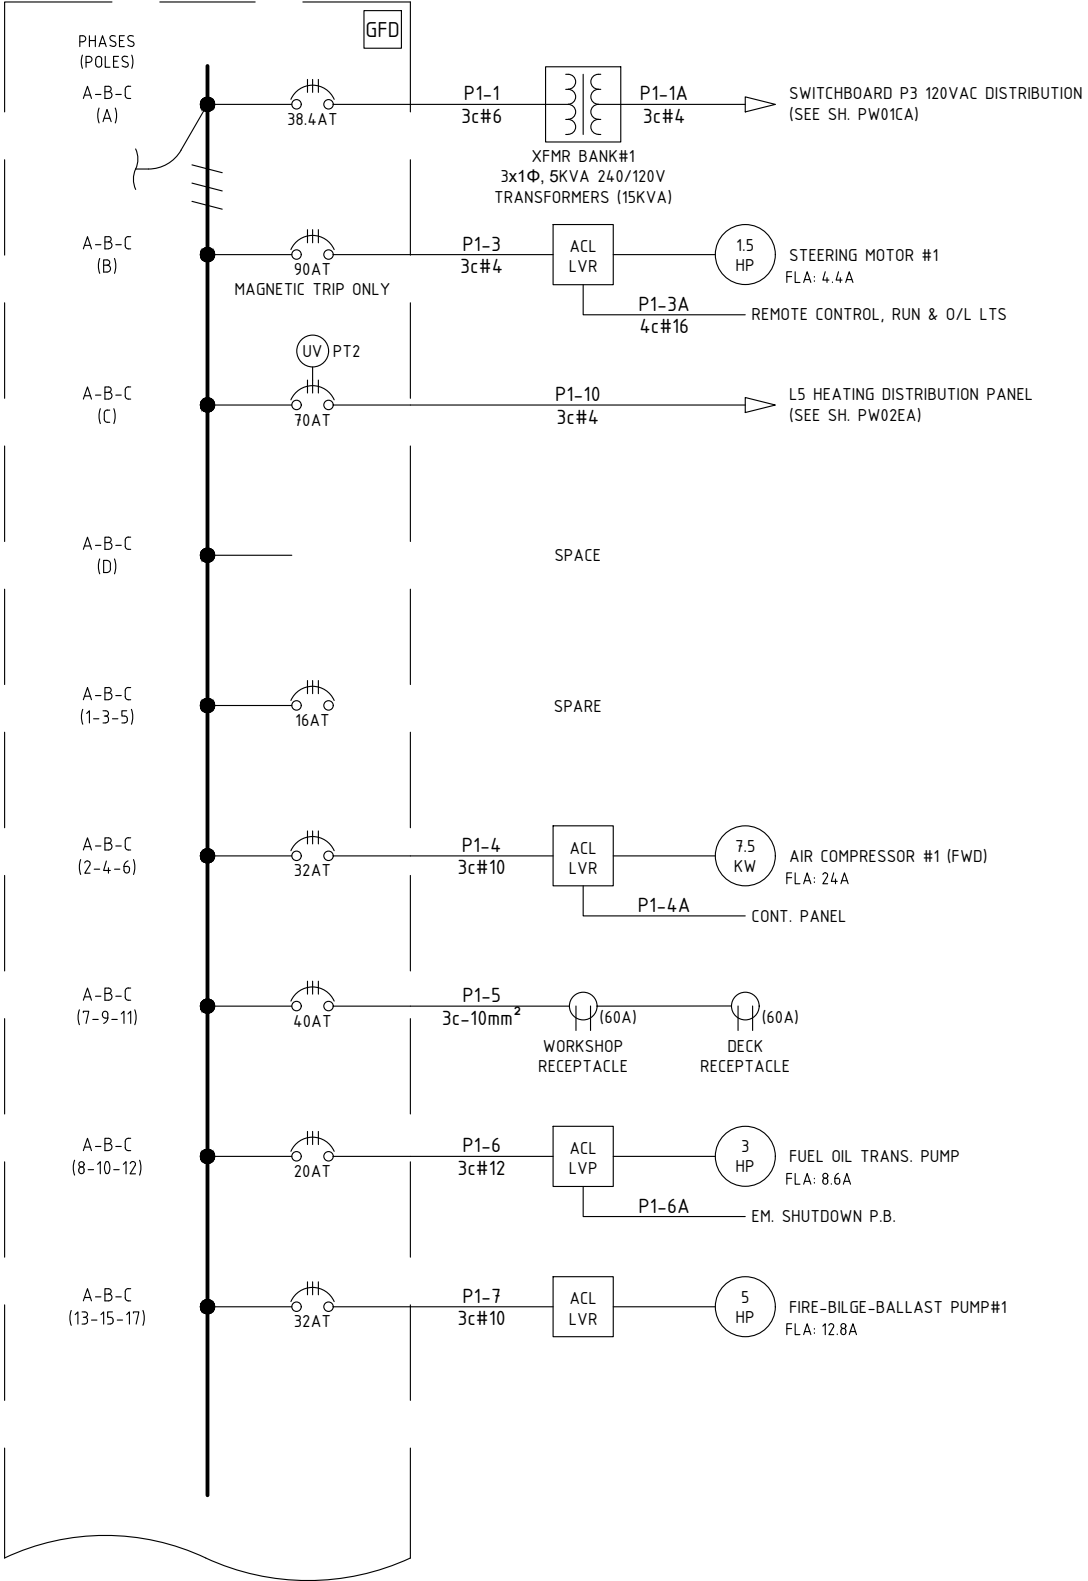 GFD
PHASES
(POLES)
A-B-C
(A)
38.4AT
P1-1
3c#6
XFMR BANK#1
3x1Φ, 5KVA 240/120V
TRANSFORMERS (15KVA)
P1-1A
3c#4
SWITCHBOARD P3 120VAC DISTRIBUTION
(SEE SH. PW01CA)
A-B-C
(B)
90AT
MAGNETIC TRIP ONLY
P1-3
3c#4
ACL
LVR
1.5
HP
STEERING MOTOR #1
FLA: 4.4A
P1-3A
4c#16
REMOTE CONTROL, RUN & O/L LTS
UV PT2
A-B-C
(C)
70AT
P1-10
3c#4
L5 HEATING DISTRIBUTION PANEL
(SEE SH. PW02EA)
A-B-C
(D)
SPACE
A-B-C
(1-3-5)
16AT
SPARE
A-B-C
(2-4-6)
32AT
P1-4
3c#10
ACL
LVR
7.5
KW
AIR COMPRESSOR #1 (FWD)
FLA: 24A
P1-4A
CONT. PANEL
A-B-C
(7-9-11)
40AT
P1-5
3c-10mm²
(60A)
WORKSHOP
RECEPTACLE
(60A)
DECK
RECEPTACLE
A-B-C
(8-10-12)
20AT
P1-6
3c#12
ACL
LVP
3
HP
FUEL OIL TRANS. PUMP
FLA: 8.6A
P1-6A
EM. SHUTDOWN P.B.
A-B-C
(13-15-17)
32AT
P1-7
3c#10
ACL
LVR
5
HP
FIRE-BILGE-BALLAST PUMP#1
FLA: 12.8A